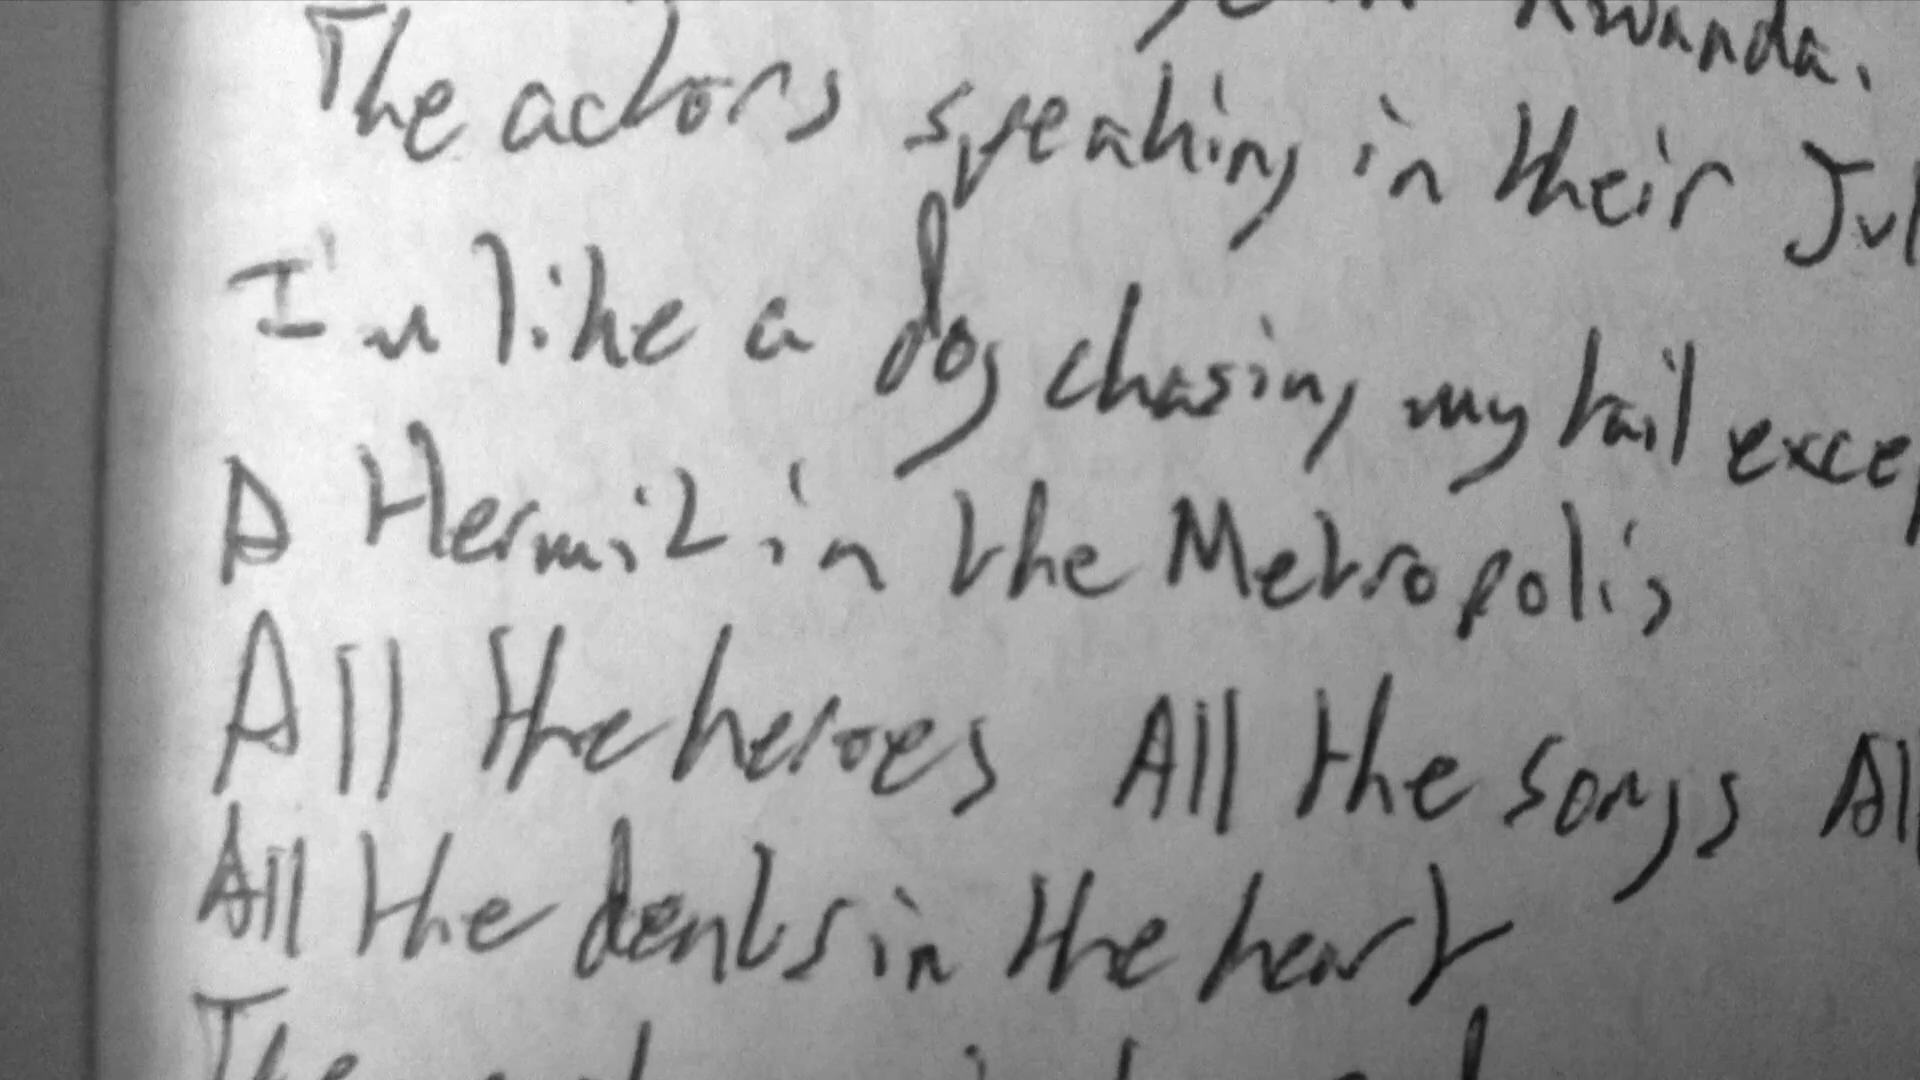 Rwanda.
The actors speaking in their
I'm like a dog chasing my tail
A Hermit in the Metropolis
All the heroes All the songs
All the dents in the heart
The